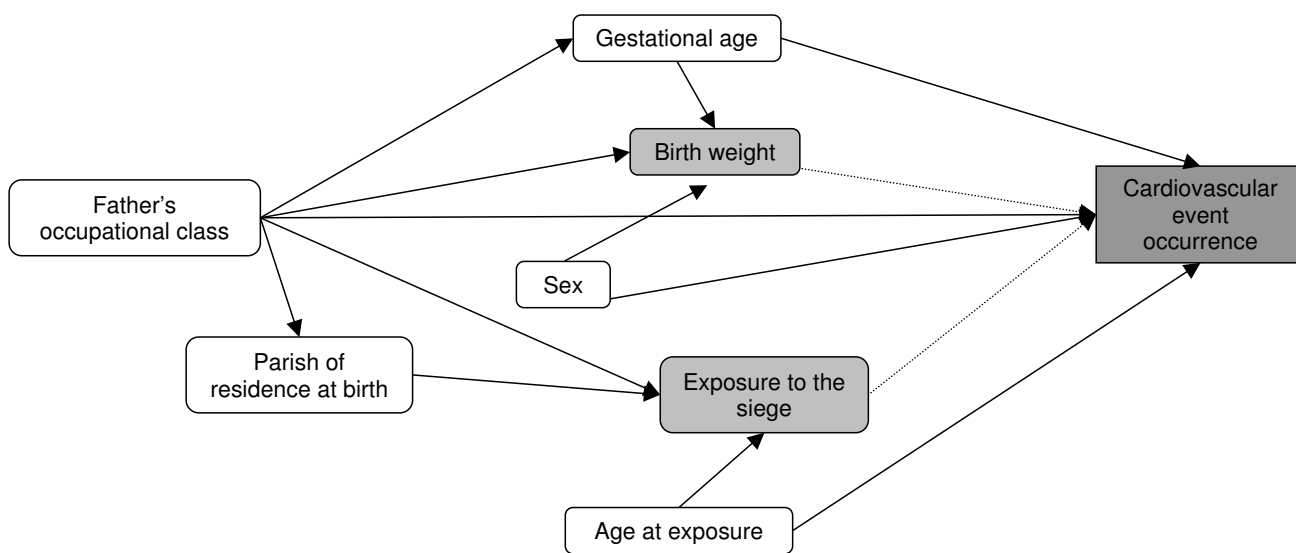 Gestational age
Birth weight
Father's
occupational class
Cardiovascular
event
occurrence
Sex
Parish of
residence at birth
Exposure to the
siege
Age at exposure